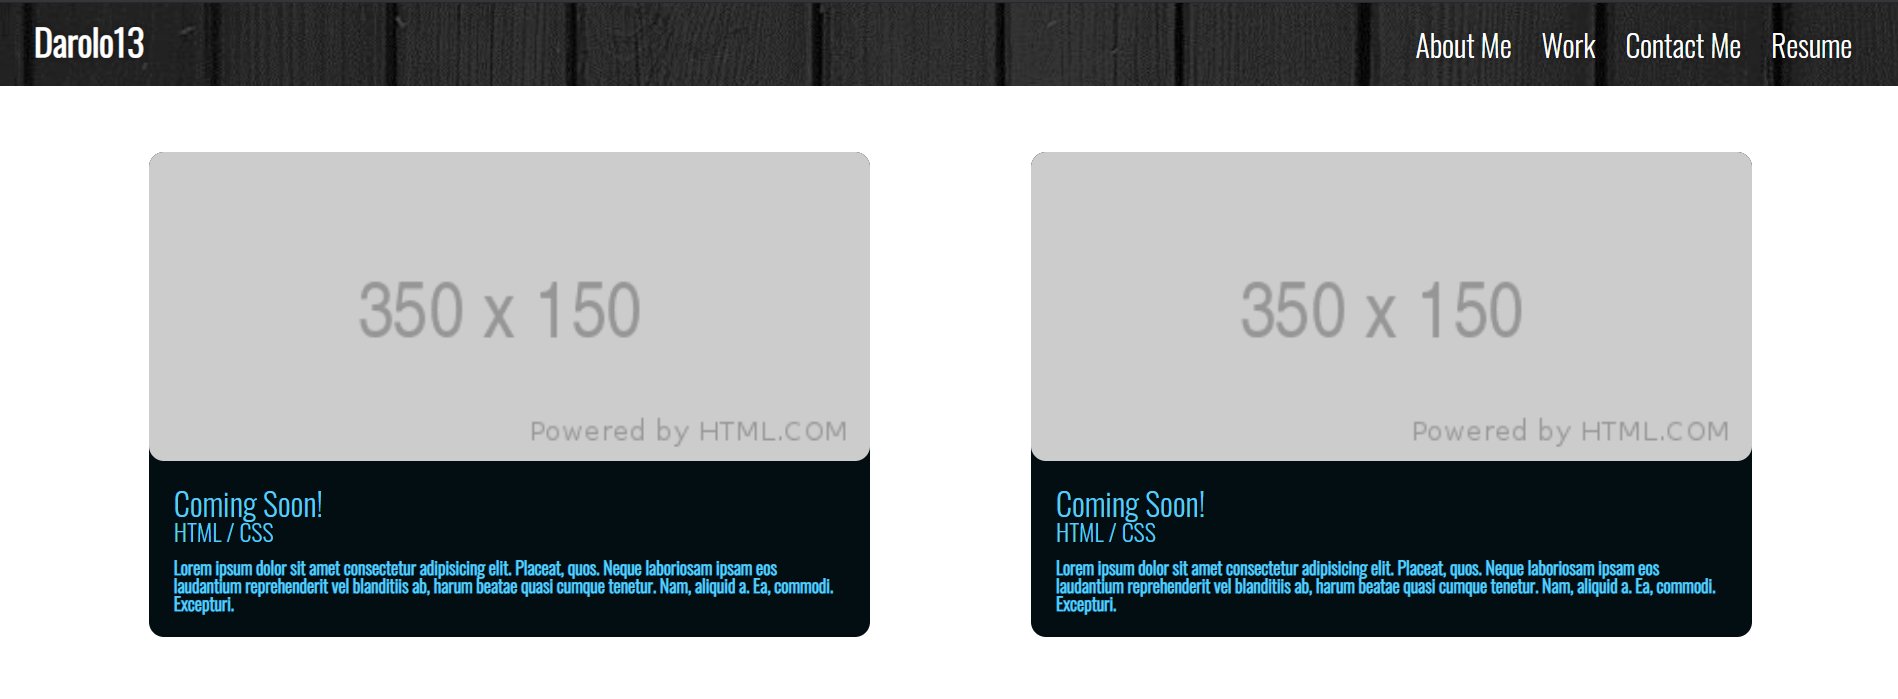 Darolo13
About Me Work Contact Me Resume
350 x 150
Powered by HTML.COM
Coming Soon!
HTML / CSS
Lorem ipsum dolor sit amet consectetur adipisicing elit. Placeat, quos. Neque laboriosam ipsam eos
laudantium reprehenderit vel blanditiis ab, harum beatae quasi cumque tenetur. Nam, aliquid a. Ea, commodi.
Excepturi.
350 x 150
Powered by HTML.COM
Coming Soon!
HTML / CSS
Lorem ipsum dolor sit amet consectetur adipisicing elit. Placeat, quos. Neque laboriosam ipsam eos
laudantium reprehenderit vel blanditiis ab, harum beatae quasi cumque tenetur. Nam, aliquid a. Ea, commodi.
Excepturi.